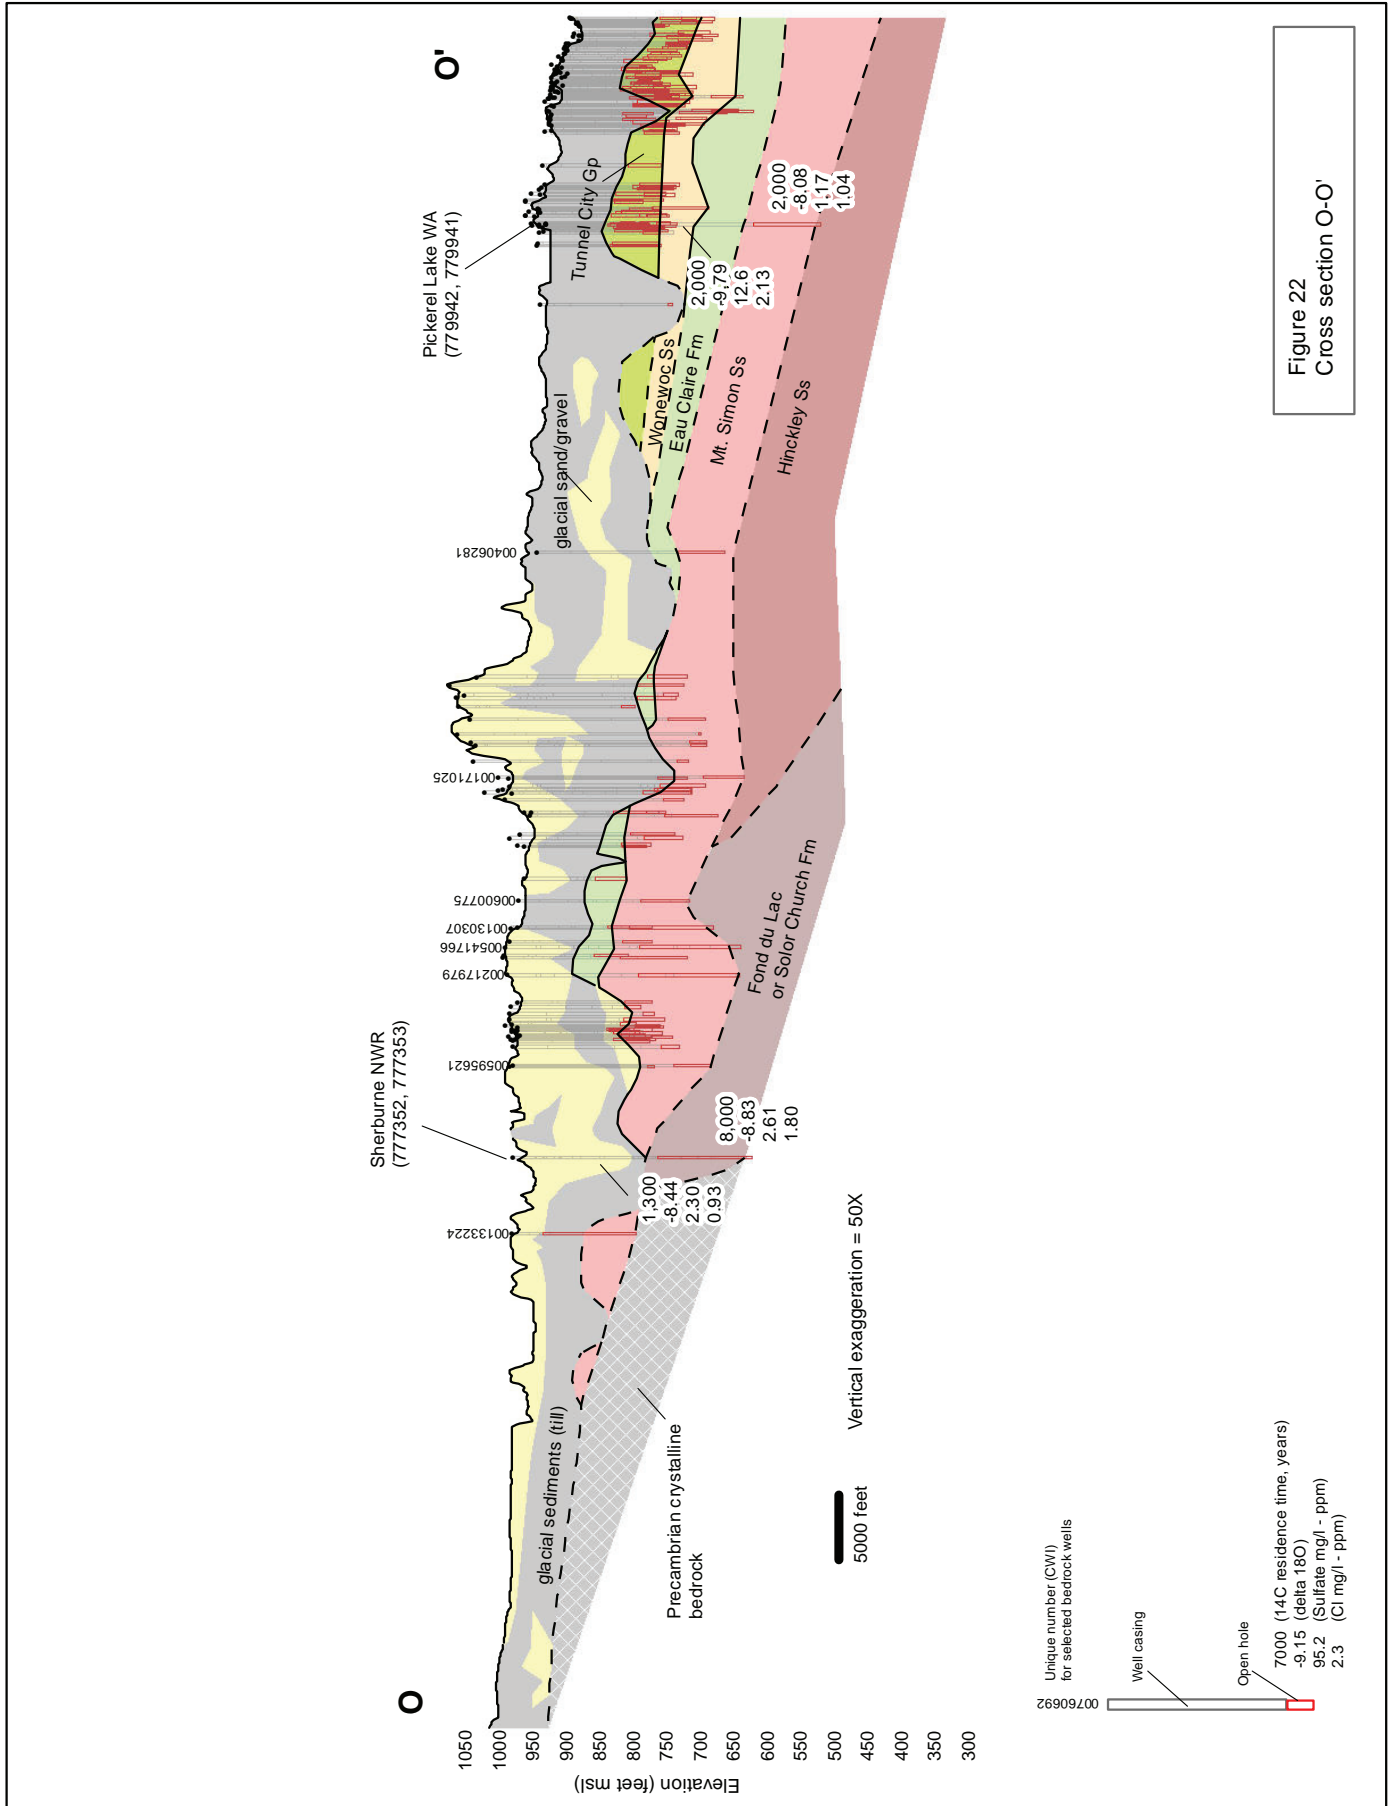 O
O'
Sherburne NWR
(777352, 777353)
Pickerel Lake WA
(779942, 779941)
00133224
00595621
00217979
00541766
00130307
00600775
00171025
00406281
1050
1000
950
900
850
800
750
700
650
600
550
500
450
400
350
300
Elevation (feet msl)
glacial sediments (till)
glacial sand/gravel
Tunnel City Gp
Wonewoc Ss
Eau Claire Fm
Mt. Simon Ss
Hinckley Ss
Fond du Lac
or Solor Church Fm
Precambrian crystalline
bedrock
1,300
-8.44
2.30
0.93
8,000
-8.83
2.61
1.80
2,000
-9.79
12.6
2.13
2,000
-8.08
1.17
1.04
5000 feet
Vertical exaggeration = 50X
Unique number (CWI)
for selected bedrock wells
00760692
Well casing
Open hole
7000 (14C residence time, years)
-9.15 (delta 18O)
95.2 (Sulfate mg/l - ppm)
2.3 (Cl mg/l - ppm)
Figure 22
Cross section O-O'